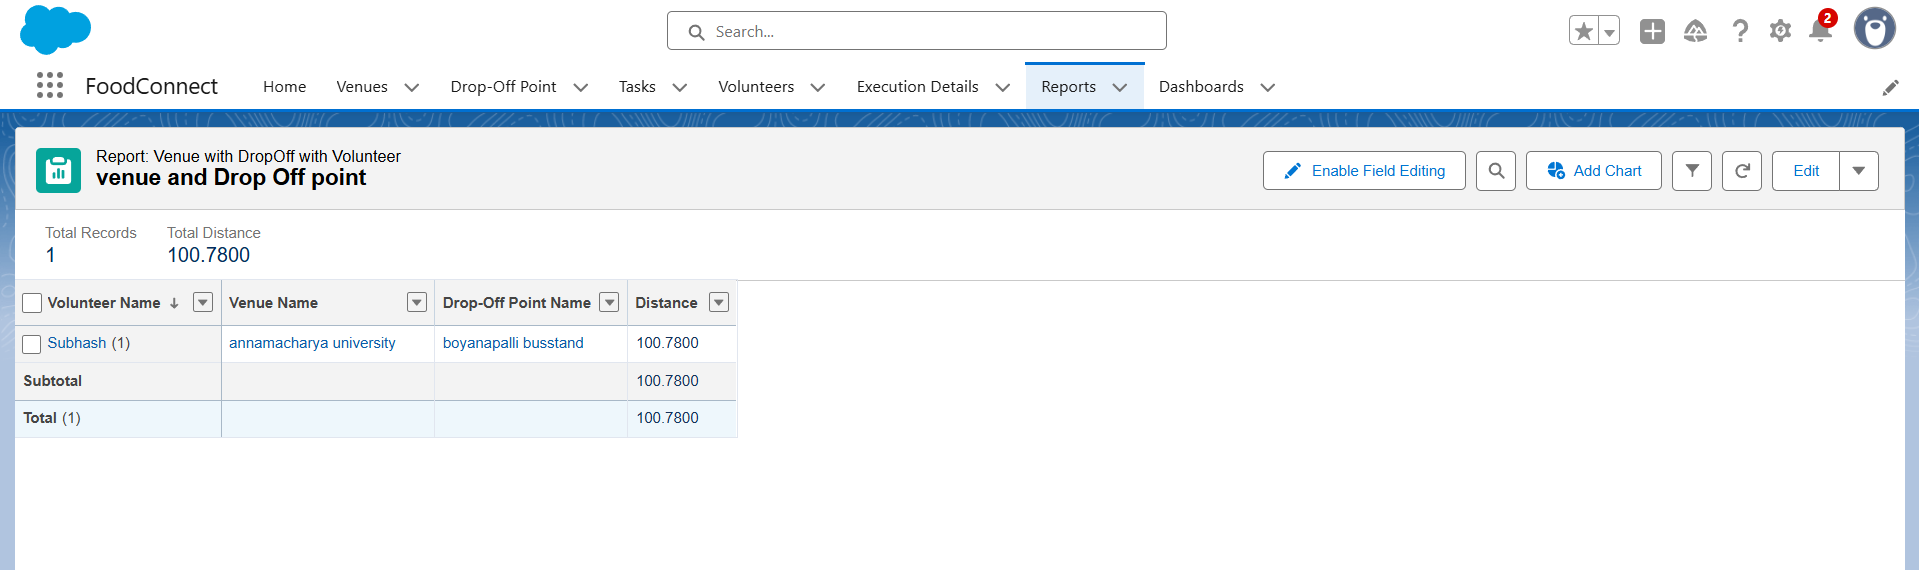 Search...
2
FoodConnect Home Venues Drop-Off Point Tasks Volunteers Execution Details Reports Dashboards
Report: Venue with DropOff with Volunteer
venue and Drop Off point
Enable Field Editing Add Chart Edit
Total Records Total Distance
1 100.7800
Volunteer Name Venue Name Drop-Off Point Name Distance
Subhash (1) annamacharya university boyanapalli busstand 100.7800
Subtotal 100.7800
Total (1) 100.7800